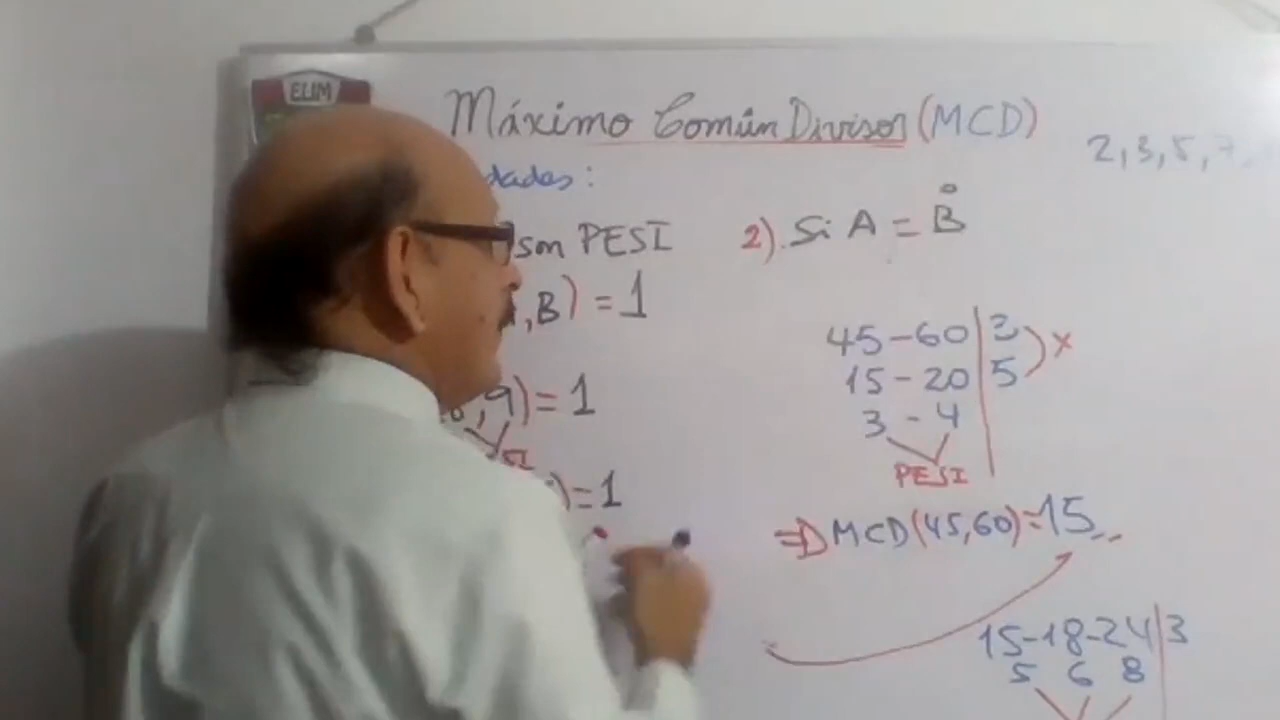 ELIM
Máximo Común Divisor (MCD)
2,3,5,7,
dades:
son PESI
,B)=1
,9)=1
)=1
2). Si A = B̊
45-60|3
15-20|5
3-4
PESI
=> MCD(45,60)=15
15-18-24|3
5 6 8